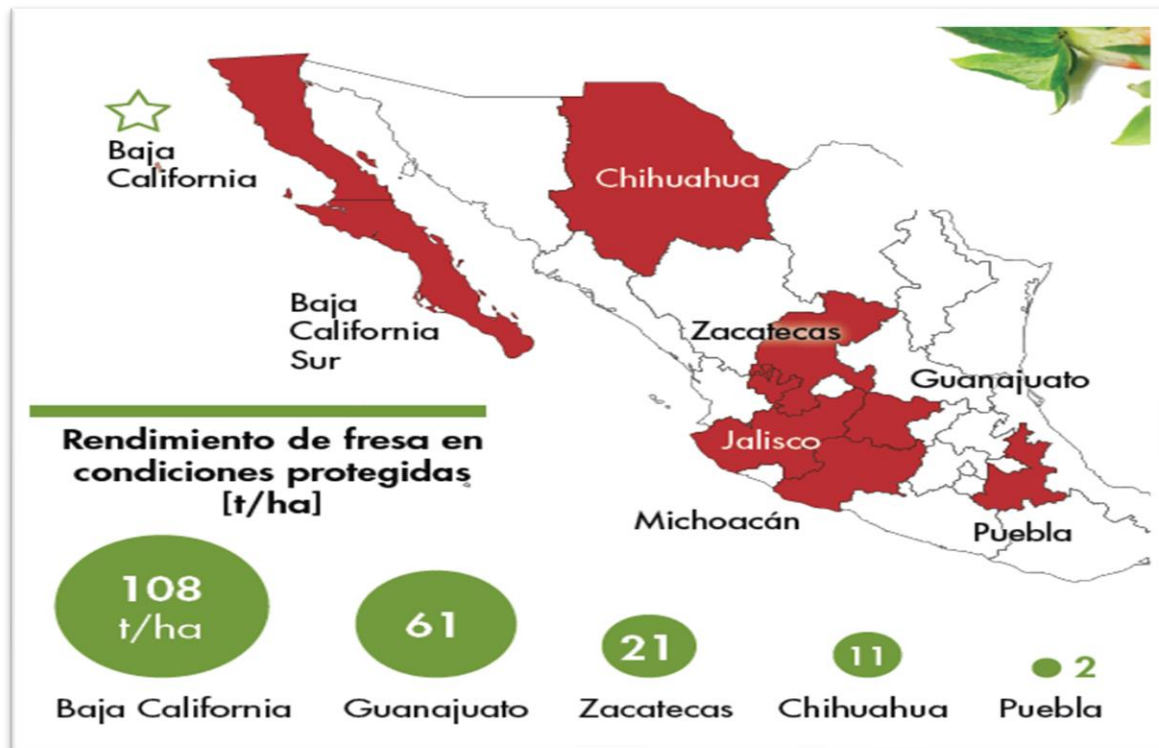 Baja
California
Chihuahua
Baja
California
Sur
Zacatecas
Guanajuato
Jalisco
Michoacán
Puebla
Rendimiento de fresa en
condiciones protegidas
[t/ha]
108
t/ha
61
21
11
2
Baja California
Guanajuato
Zacatecas
Chihuahua
Puebla